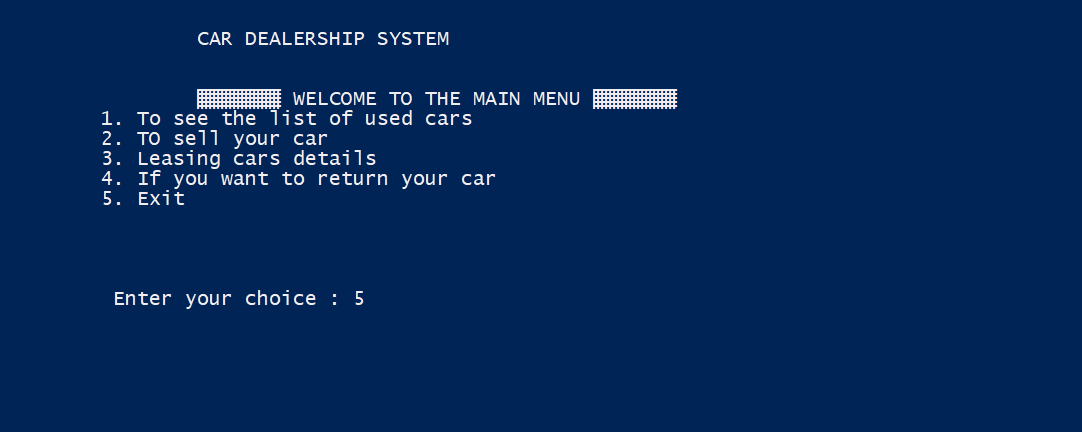 CAR DEALERSHIP SYSTEM
▓▓▓▓▓▓▓ WELCOME TO THE MAIN MENU ▓▓▓▓▓▓▓
1. To see the list of used cars
2. TO sell your car
3. Leasing cars details
4. If you want to return your car
5. Exit
Enter your choice : 5